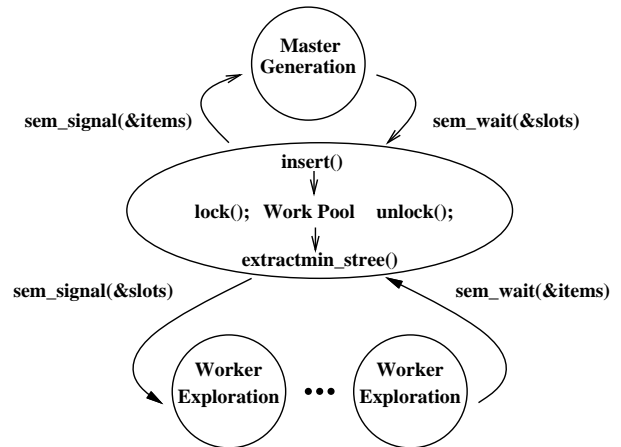 Master
Generation
sem_signal(&items)
sem_wait(&slots)
insert()
lock(); Work Pool unlock();
extractmin_stree()
sem_signal(&slots)
sem_wait(&items)
Worker
Exploration
Worker
Exploration